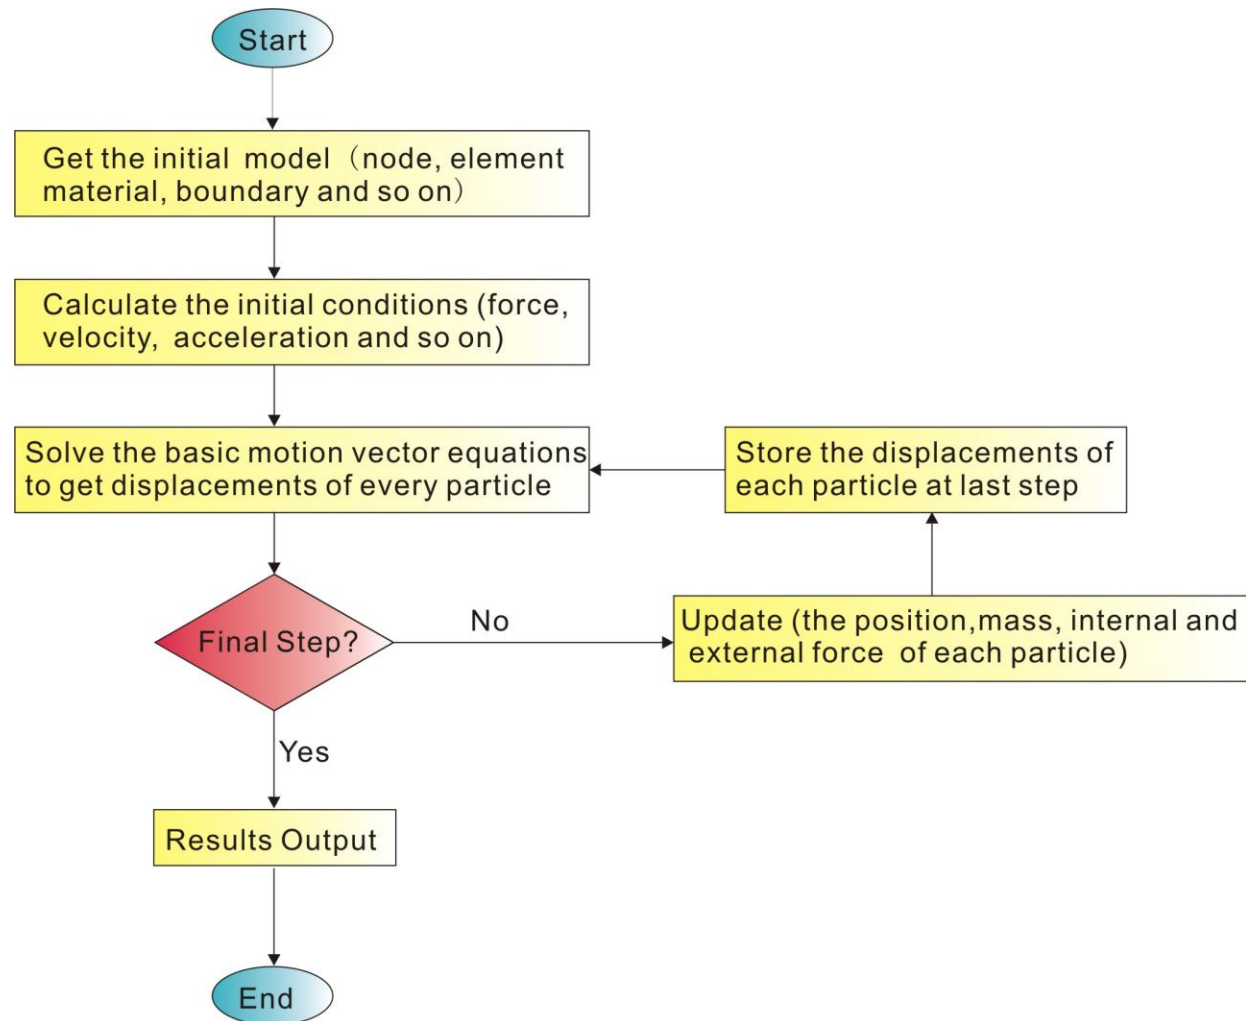 Start
Get the initial model（node, element
material, boundary and so on）
Calculate the initial conditions (force,
velocity, acceleration and so on)
Solve the basic motion vector equations
to get displacements of every particle
Store the displacements of
each particle at last step
Final Step?
No
Update (the position,mass, internal and
external force of each particle)
Yes
Results Output
End